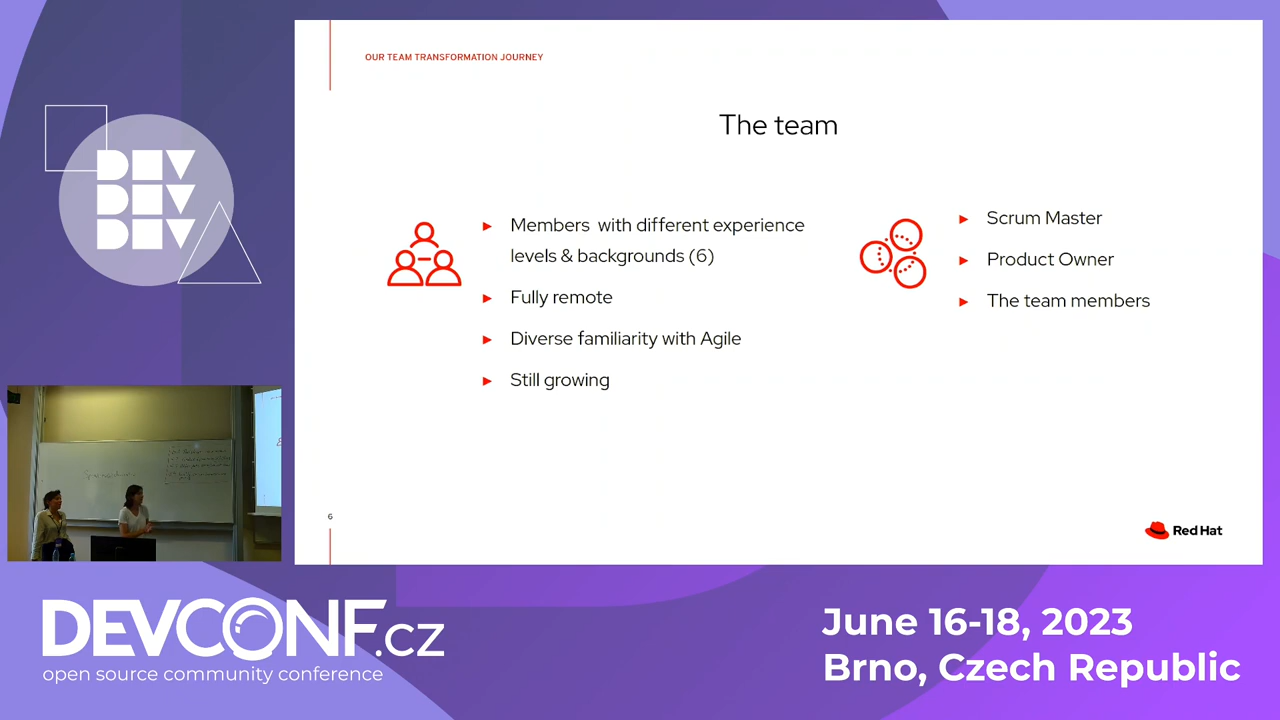 OUR TEAM TRANSFORMATION JOURNEY
The team
► Members with different experience
levels & backgrounds (6)
► Fully remote
► Diverse familiarity with Agile
► Still growing
► Scrum Master
► Product Owner
► The team members
6
Red Hat
DEV
DEV
DEV
DEVCONF.cz
open source community conference
June 16-18, 2023
Brno, Czech Republic